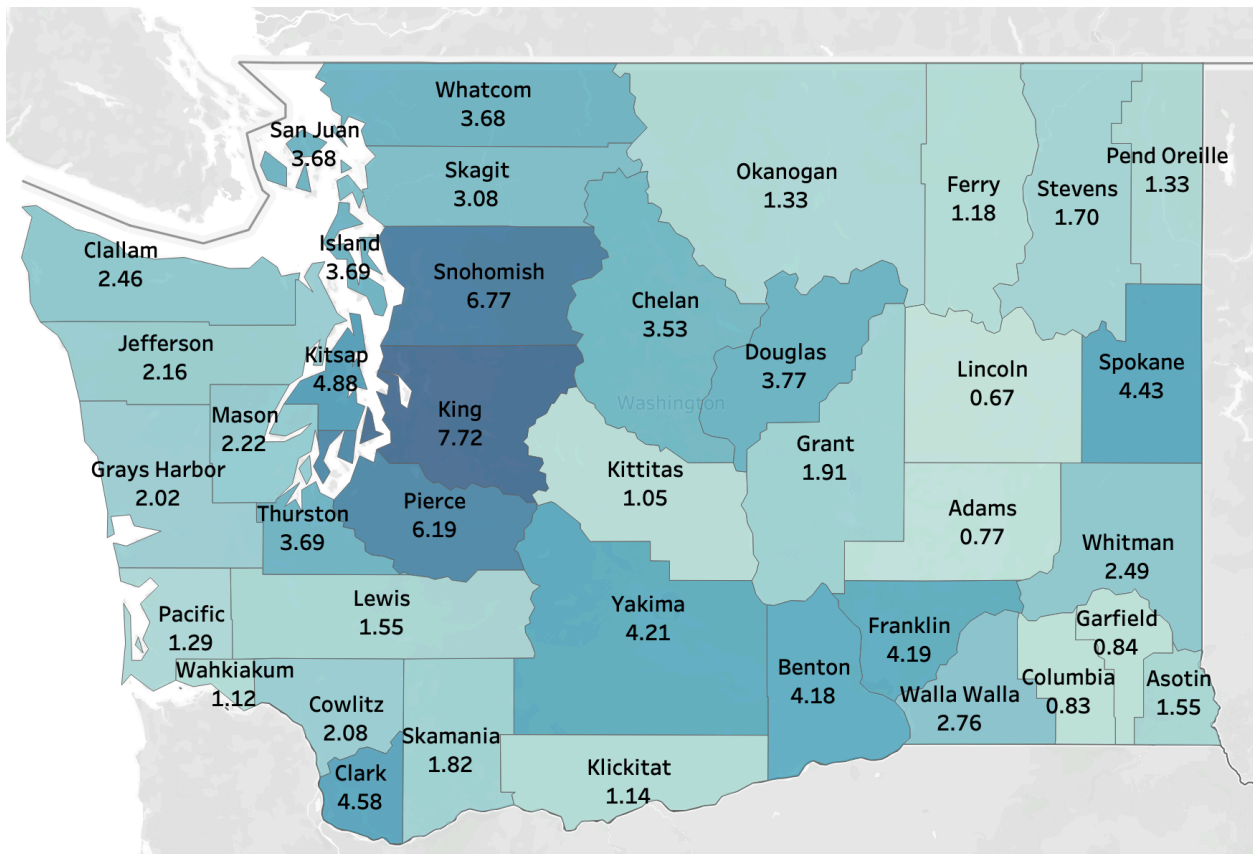 Whatcom
3.68
San Juan
3.68
Skagit
3.08
Okanogan
1.33
Ferry
1.18
Stevens
1.70
Pend Oreille
1.33
Clallam
2.46
Island
3.69
Snohomish
6.77
Chelan
3.53
Jefferson
2.16
Kitsap
4.88
Douglas
3.77
Lincoln
0.67
Spokane
4.43
Washington
Mason
2.22
King
7.72
Grays Harbor
2.02
Kittitas
1.05
Grant
1.91
Thurston
3.69
Pierce
6.19
Adams
0.77
Whitman
2.49
Pacific
1.29
Lewis
1.55
Yakima
4.21
Franklin
4.19
Garfield
0.84
Wahkiakum
1.12
Benton
4.18
Walla Walla
2.76
Columbia
0.83
Asotin
1.55
Cowlitz
2.08
Skamania
1.82
Clark
4.58
Klickitat
1.14